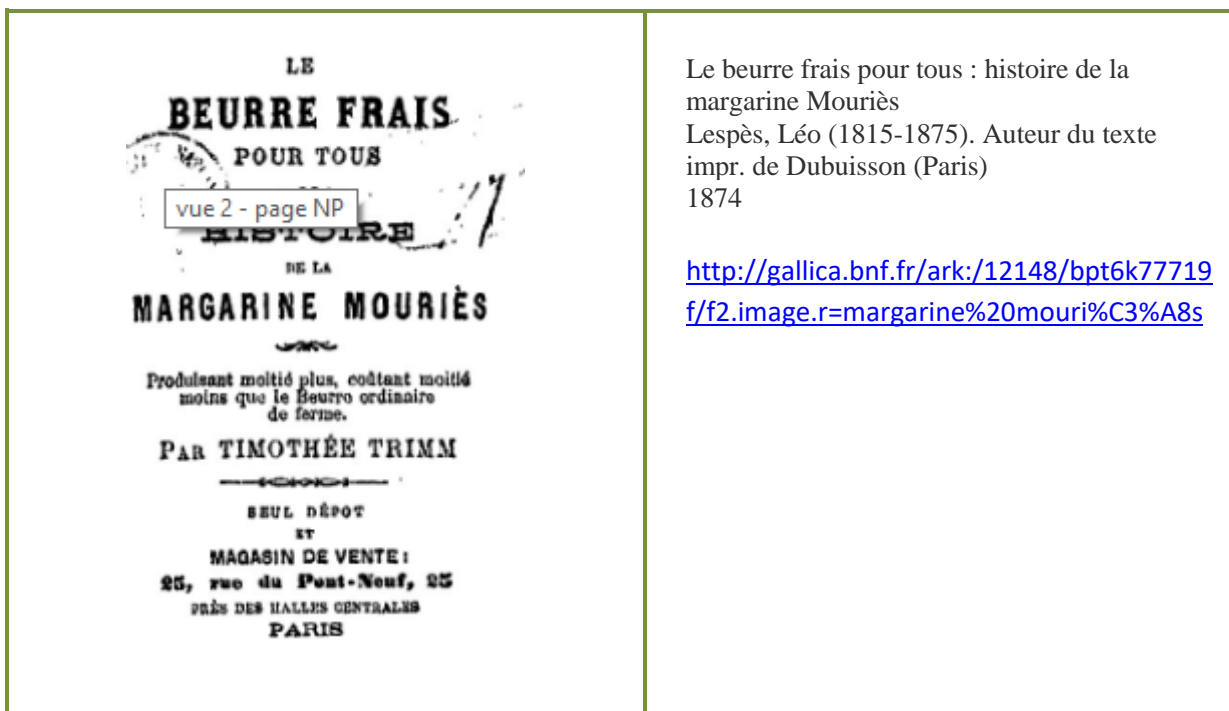 LE
BEURRE FRAIS
POUR TOUS
vue 2 - page NP
HISTOIRE
DE LA
MARGARINE MOURIÈS
Produisant moitié plus, coûtant moitié
moins que le Beurre ordinaire
de ferme.
PAR TIMOTHÉE TRIMM
SEUL DÉPOT
ET
MAGASIN DE VENTE :
25, rue du Pont-Neuf, 25
PRÈS DES HALLES CENTRALES
PARIS
Le beurre frais pour tous : histoire de la
margarine Mouriès
Lespès, Léo (1815-1875). Auteur du texte
impr. de Dubuisson (Paris)
1874
http://gallica.bnf.fr/ark:/12148/bpt6k77719
f/f2.image.r=margarine%20mouri%C3%A8s